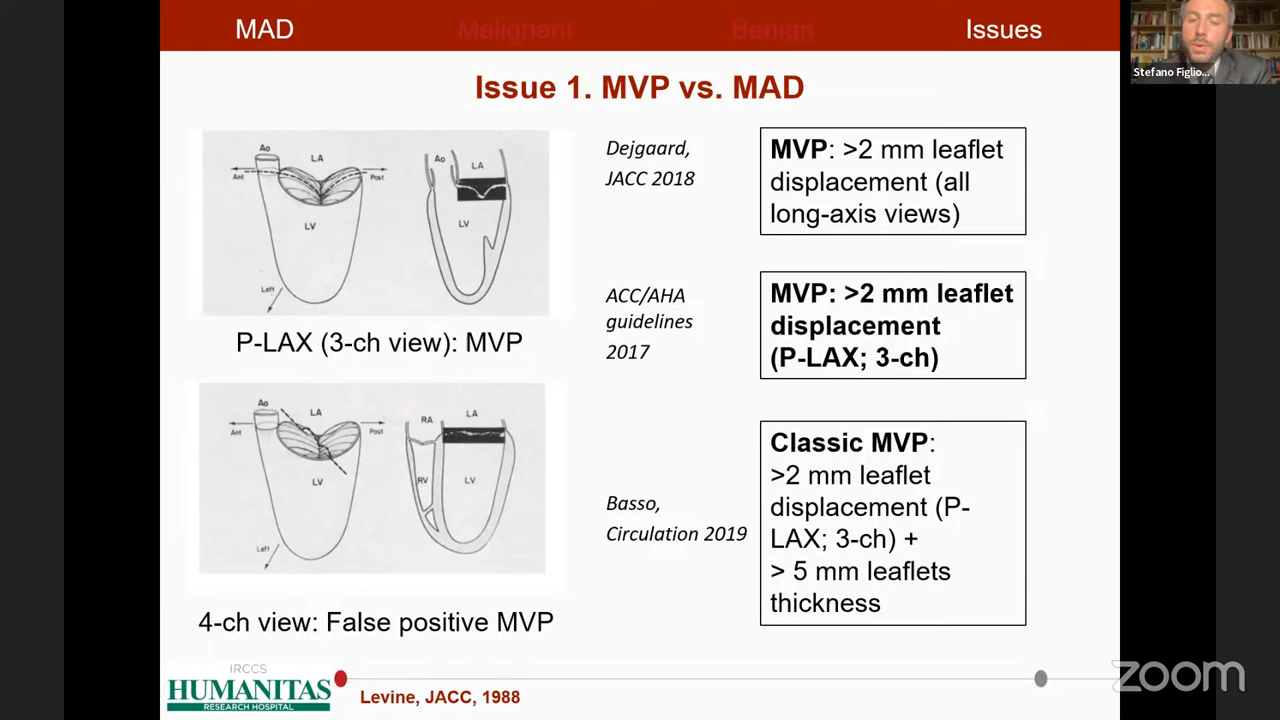 MAD
Malignant
Benign
Issues
Stefano Figlio...
Issue 1. MVP vs. MAD
Ao
LA
Ant
Post.
LV
Left
Ao
LA
LV
P-LAX (3-ch view): MVP
Ao
LA
Ant
Post.
LV
Left
RA
LA
RV
LV
4-ch view: False positive MVP
Dejgaard,
JACC 2018
MVP: >2 mm leaflet
displacement (all
long-axis views)
ACC/AHA
guidelines
2017
MVP: >2 mm leaflet
displacement
(P-LAX; 3-ch)
Basso,
Circulation 2019
Classic MVP:
>2 mm leaflet
displacement (P-
LAX; 3-ch) +
> 5 mm leaflets
thickness
IRCCS
HUMANITAS
RESEARCH HOSPITAL
Levine, JACC, 1988
zoom